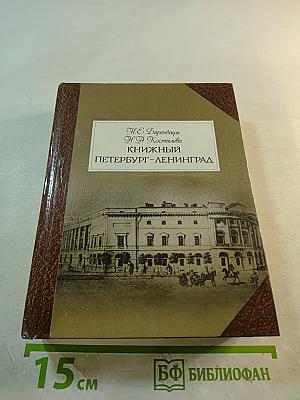 И.Е. Баренбаум
Н.А. Костылева
КНИЖНЫЙ
ПЕТЕРБУРГ–ЛЕНИНГРАД
15 см
БФ БИБЛИОФАН